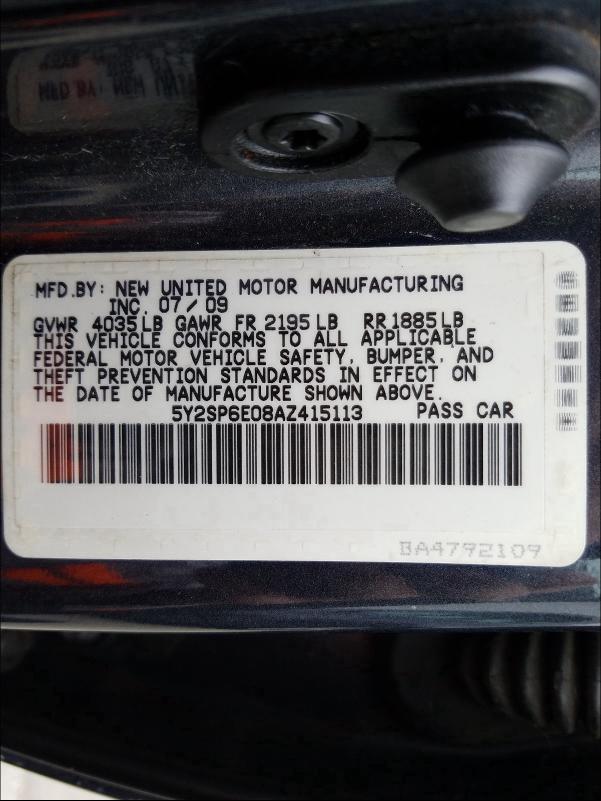 MFD BY:
MFD.BY: NEW UNITED MOTOR MANUFACTURING
INC. 07/09
GVWR 4035LB GAWR FR 2195LB RR 1885LB
THIS VEHICLE CONFORMS TO ALL APPLICABLE
FEDERAL MOTOR VEHICLE SAFETY, BUMPER, AND
THEFT PREVENTION STANDARDS IN EFFECT ON
THE DATE OF MANUFACTURE SHOWN ABOVE.
5Y2SP6E08AZ415113 PASS CAR
BA4792109